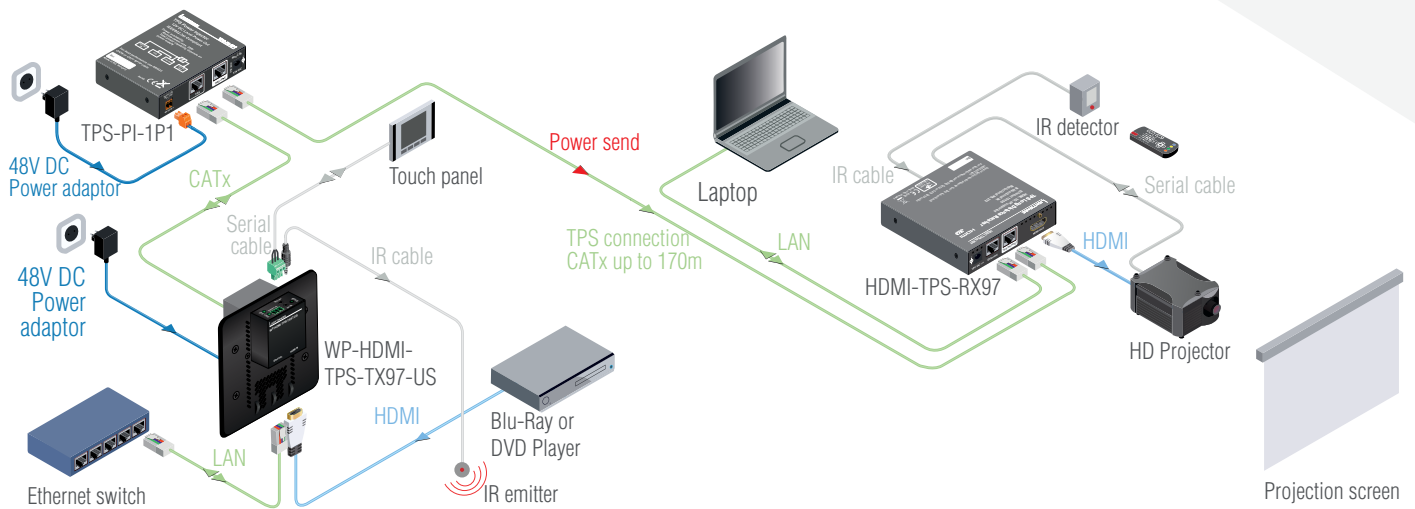 TPS-PI-1P1
48V DC
Power adaptor
CATx
48V DC
Power
adaptor
Serial
cable
Touch panel
IR cable
WP-HDMI-
TPS-TX97-US
HDMI
Blu-Ray or
DVD Player
IR emitter
LAN
Ethernet switch
Power send
TPS connection
CATx up to 170m
Laptop
LAN
IR cable
IR detector
Serial cable
HDMI-TPS-RX97
HDMI
HD Projector
Projection screen